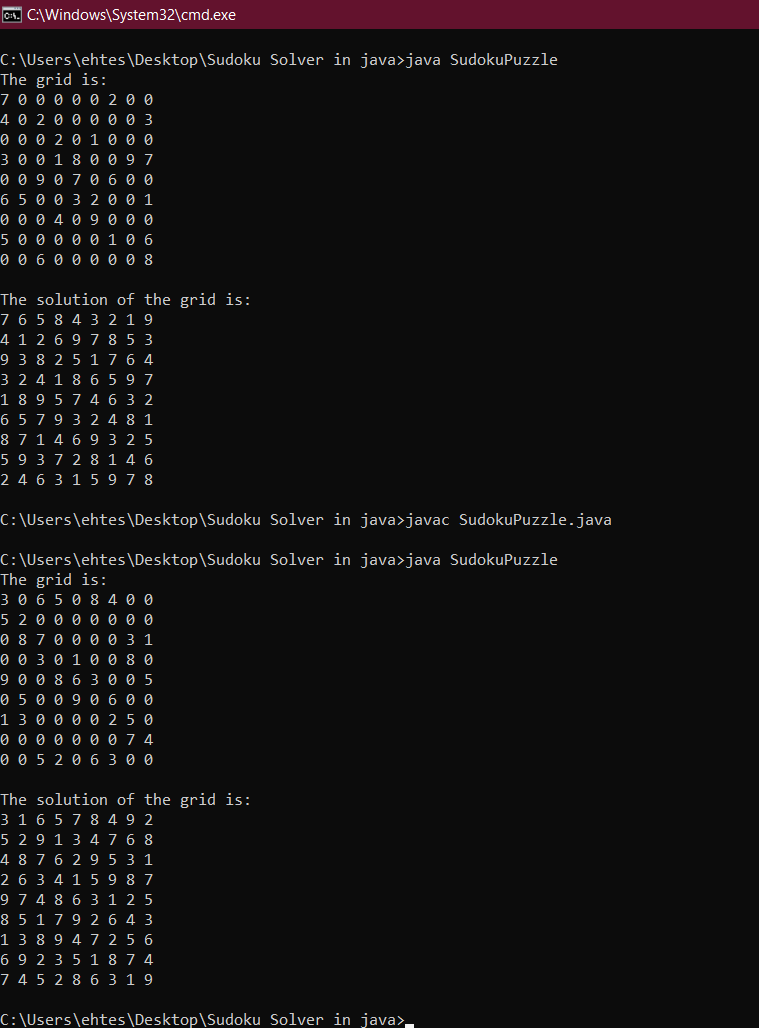 C:\Windows\System32\cmd.exe
C:\Users\ehtes\Desktop\Sudoku Solver in java>java SudokuPuzzle
The grid is:
7 0 0 0 0 0 2 0 0
4 0 2 0 0 0 0 0 3
0 0 0 2 0 1 0 0 0
3 0 0 1 8 0 0 9 7
0 0 9 0 7 0 6 0 0
6 5 0 0 3 2 0 0 1
0 0 0 4 0 9 0 0 0
5 0 0 0 0 0 1 0 6
0 0 6 0 0 0 0 0 8
The solution of the grid is:
7 6 5 8 4 3 2 1 9
4 1 2 6 9 7 8 5 3
9 3 8 2 5 1 7 6 4
3 2 4 1 8 6 5 9 7
1 8 9 5 7 4 6 3 2
6 5 7 9 3 2 4 8 1
8 7 1 4 6 9 3 2 5
5 9 3 7 2 8 1 4 6
2 4 6 3 1 5 9 7 8
C:\Users\ehtes\Desktop\Sudoku Solver in java>javac SudokuPuzzle.java
C:\Users\ehtes\Desktop\Sudoku Solver in java>java SudokuPuzzle
The grid is:
3 0 6 5 0 8 4 0 0
5 2 0 0 0 0 0 0 0
0 8 7 0 0 0 0 3 1
0 0 3 0 1 0 0 8 0
9 0 0 8 6 3 0 0 5
0 5 0 0 9 0 6 0 0
1 3 0 0 0 0 2 5 0
0 0 0 0 0 0 0 7 4
0 0 5 2 0 6 3 0 0
The solution of the grid is:
3 1 6 5 7 8 4 9 2
5 2 9 1 3 4 7 6 8
4 8 7 6 2 9 5 3 1
2 6 3 4 1 5 9 8 7
9 7 4 8 6 3 1 2 5
8 5 1 7 9 2 6 4 3
1 3 8 9 4 7 2 5 6
6 9 2 3 5 1 8 7 4
7 4 5 2 8 6 3 1 9
C:\Users\ehtes\Desktop\Sudoku Solver in java>